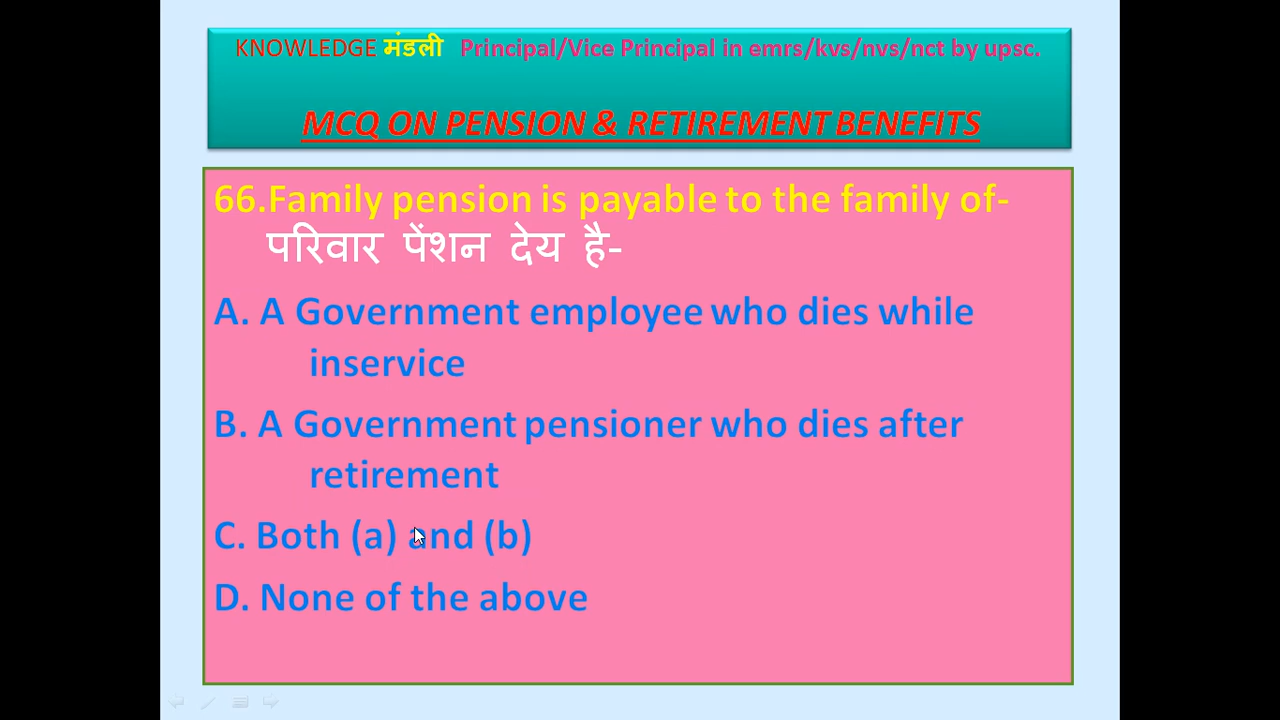 KNOWLEDGE मंडली Principal/Vice Principal in emrs/kvs/nvs/nct by upsc.
MCQ ON PENSION & RETIREMENT BENEFITS
66.Family pension is payable to the family of-
परिवार पेंशन देय है-
A. A Government employee who dies while
inservice
B. A Government pensioner who dies after
retirement
C. Both (a) and (b)
D. None of the above